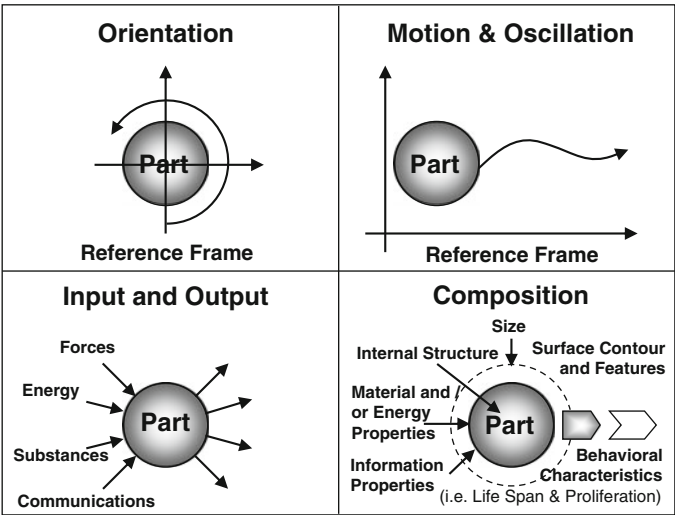 Orientation
Part
Reference Frame
Motion & Oscillation
Part
Reference Frame
Input and Output
Forces
Energy
Substances
Communications
Part
Composition
Size
Internal Structure
Surface Contour
and Features
Material and /
or Energy
Properties
Part
Information
Properties
Behavioral
Characteristics
(i.e. Life Span & Proliferation)